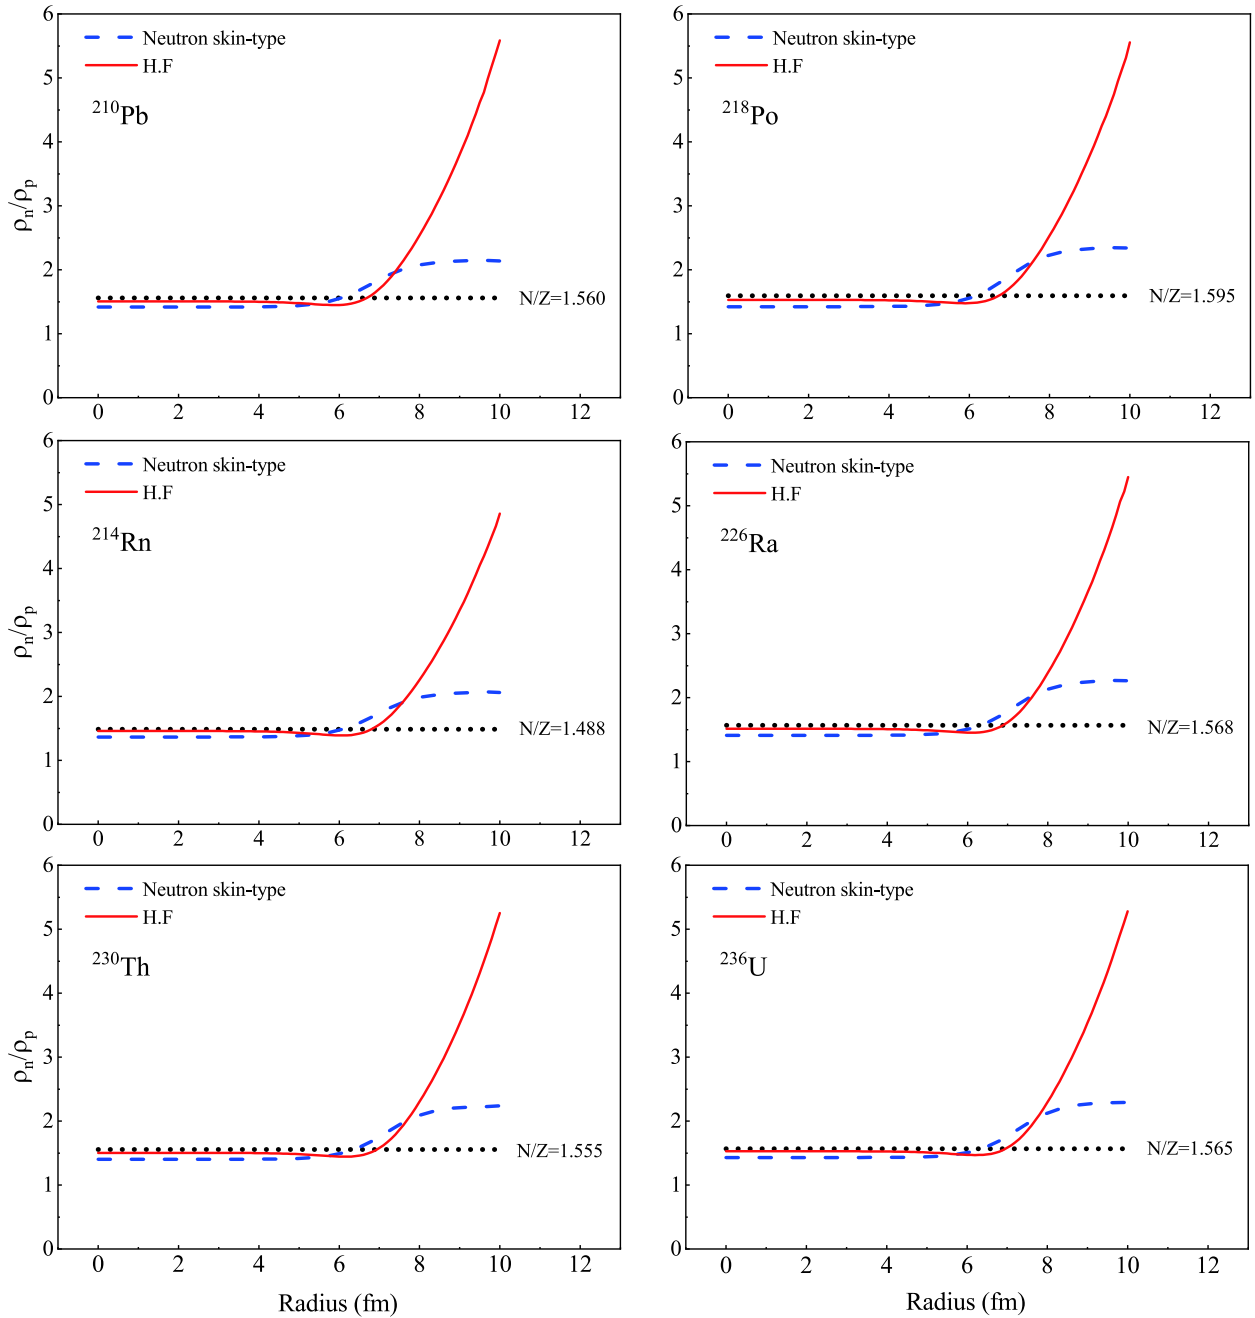 6
Neutron skin-type
H.F
5
²¹⁰Pb
4
ρₙ/ρₚ
3
2
N/Z=1.560
1
0
0 2 4 6 8 10 12
6
Neutron skin-type
H.F
5
²¹⁸Po
4
3
2
N/Z=1.595
1
0
0 2 4 6 8 10 12
6
Neutron skin-type
H.F
5
²¹⁴Rn
4
ρₙ/ρₚ
3
2
N/Z=1.488
1
0
0 2 4 6 8 10 12
6
Neutron skin-type
H.F
5
²²⁶Ra
4
3
2
N/Z=1.568
1
0
0 2 4 6 8 10 12
6
Neutron skin-type
H.F
5
²³⁰Th
4
ρₙ/ρₚ
3
2
N/Z=1.555
1
0
0 2 4 6 8 10 12
Radius (fm)
6
Neutron skin-type
H.F
5
²³⁶U
4
3
2
N/Z=1.565
1
0
0 2 4 6 8 10 12
Radius (fm)